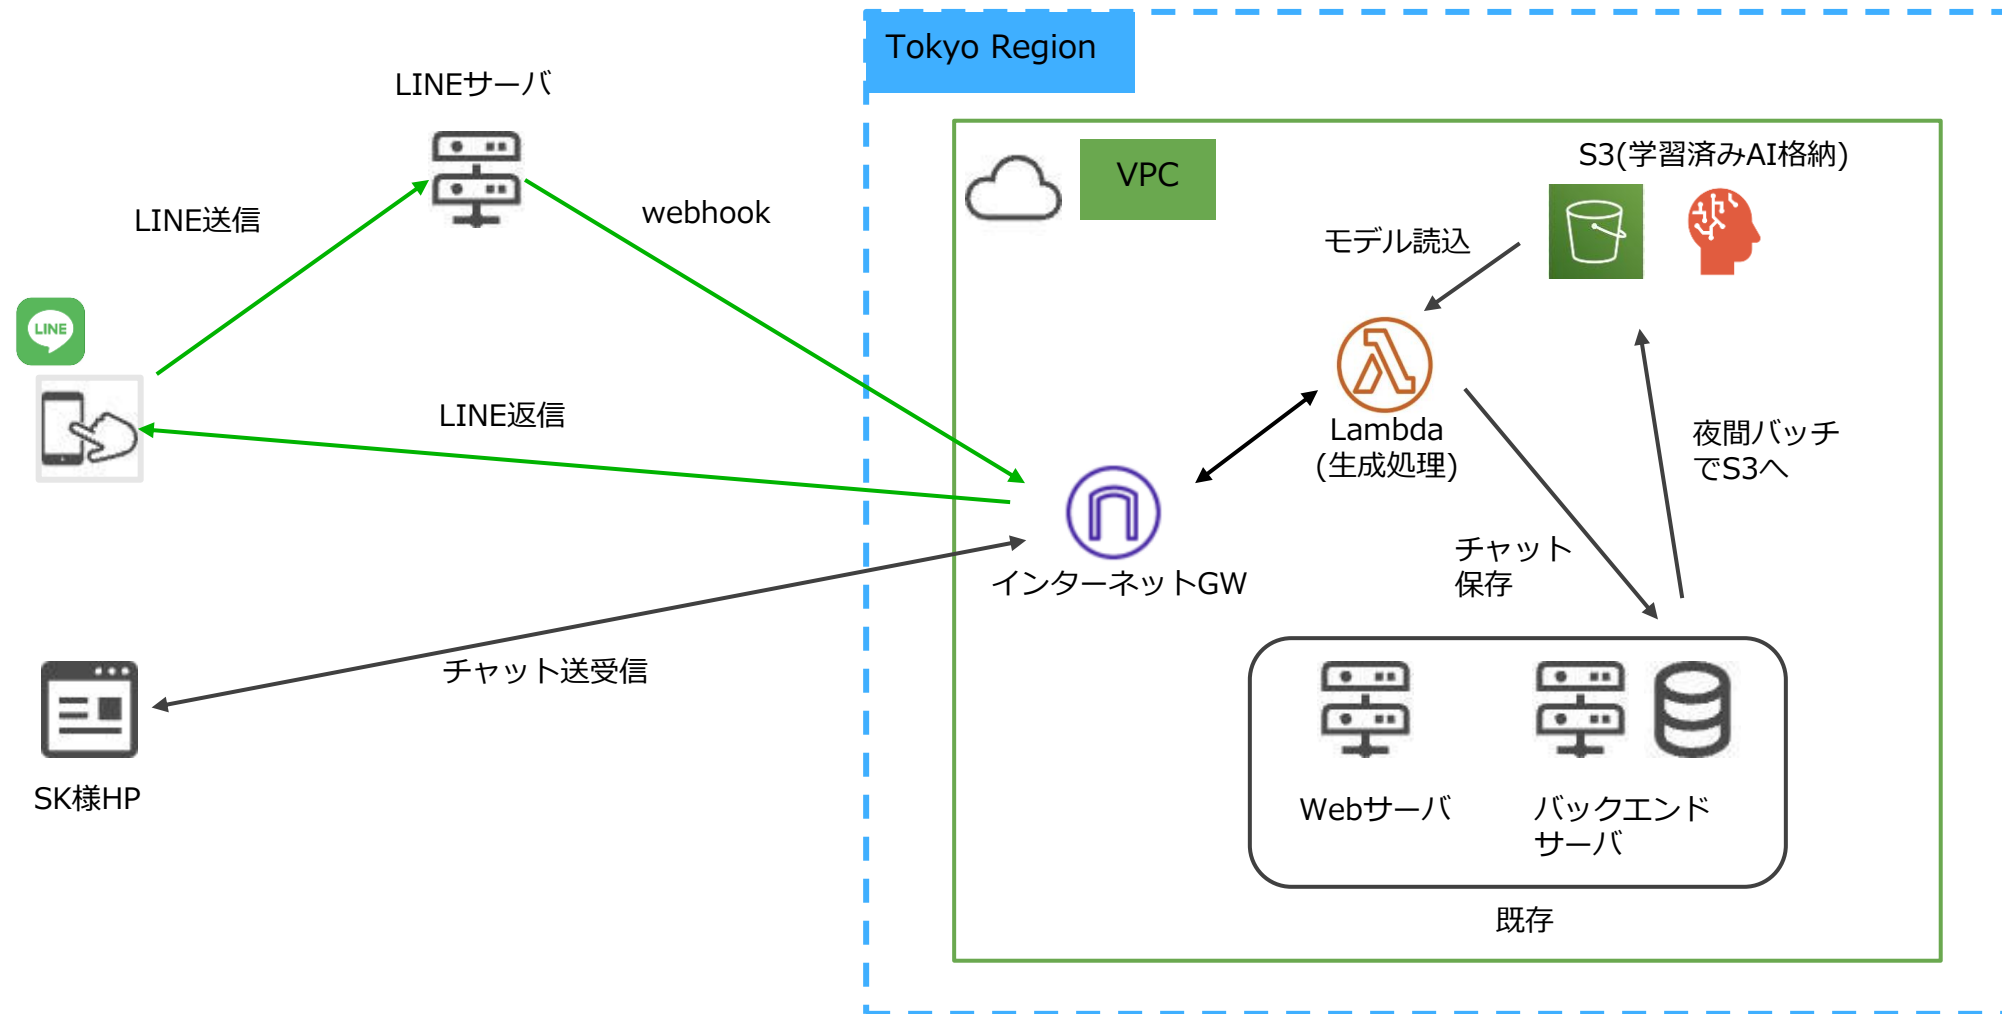 Tokyo Region
LINEサーバ
VPC
S3(学習済みAI格納)
LINE送信
webhook
モデル読込
LINE
LINE返信
Lambda
(生成処理)
夜間バッチ
でS3へ
チャット
保存
インターネットGW
チャット送受信
SK様HP
Webサーバ
バックエンド
サーバ
既存